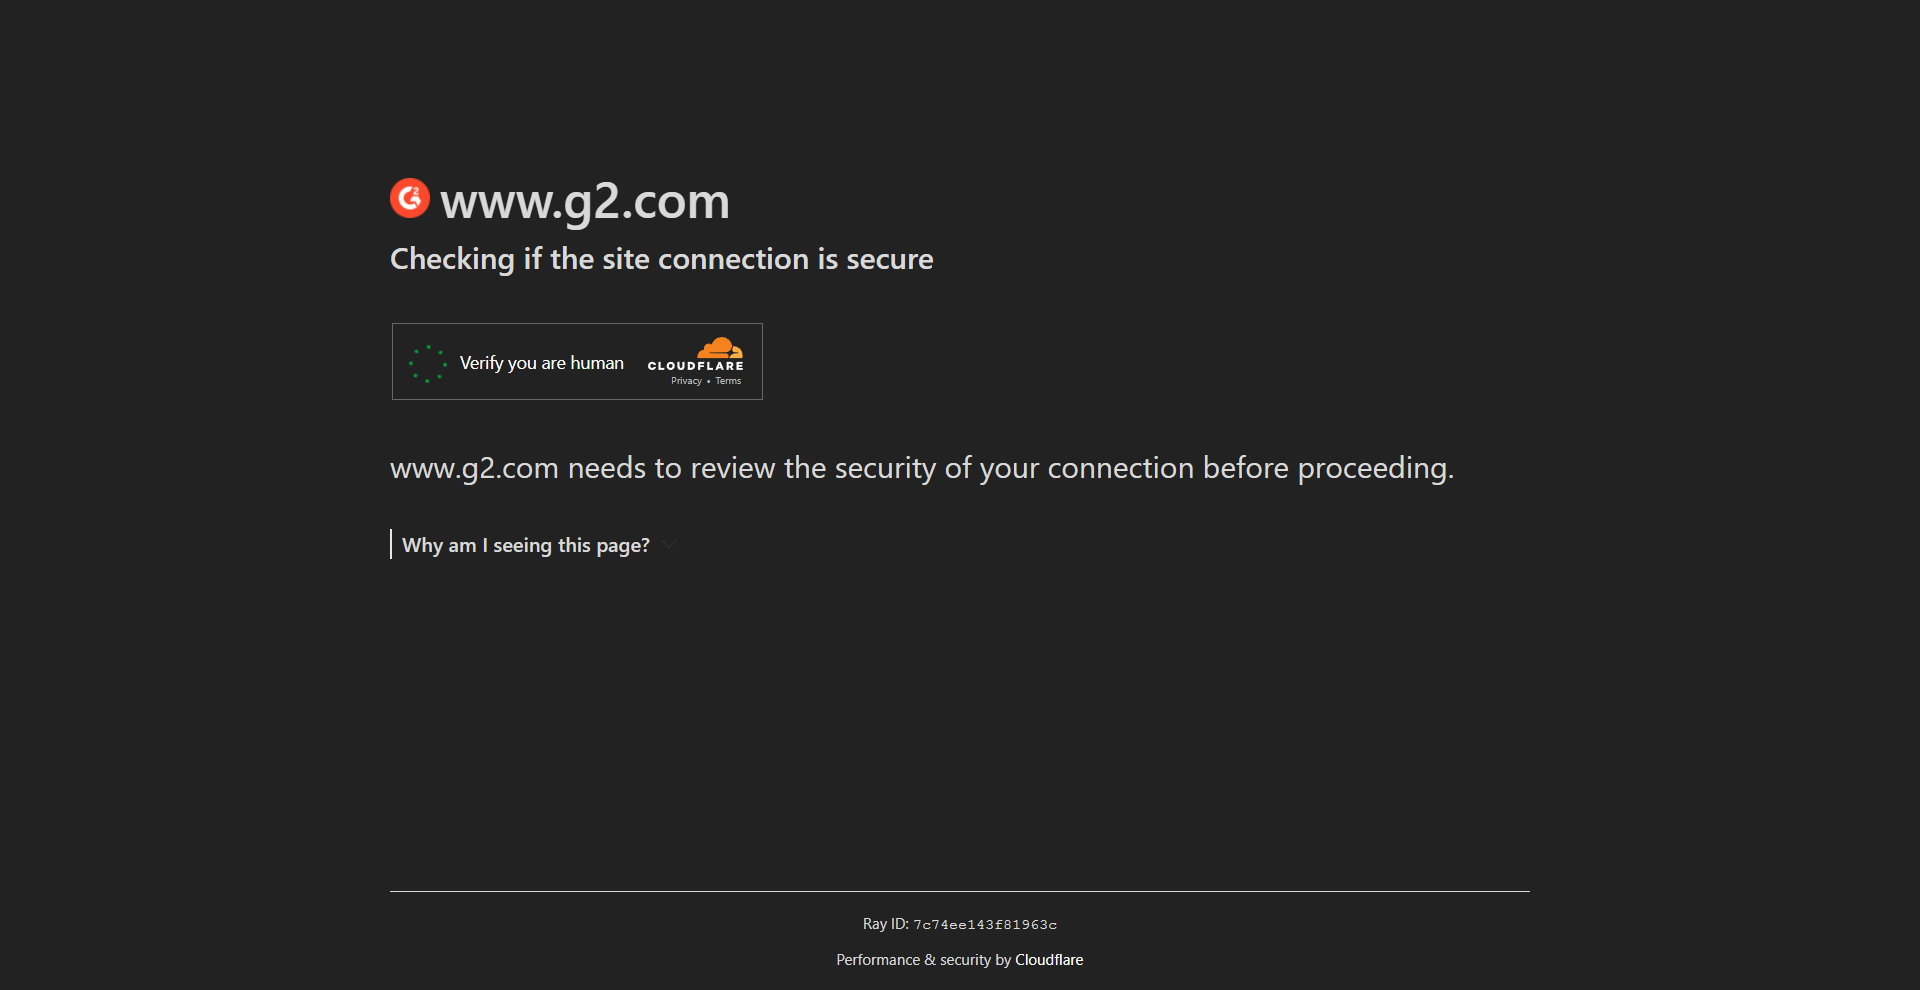 www.g2.com
Checking if the site connection is secure
Verify you are human
CLOUDFLARE
Privacy • Terms
www.g2.com needs to review the security of your connection before proceeding.
Why am I seeing this page?
Ray ID: 7c74ee143f81963c
Performance & security by Cloudflare